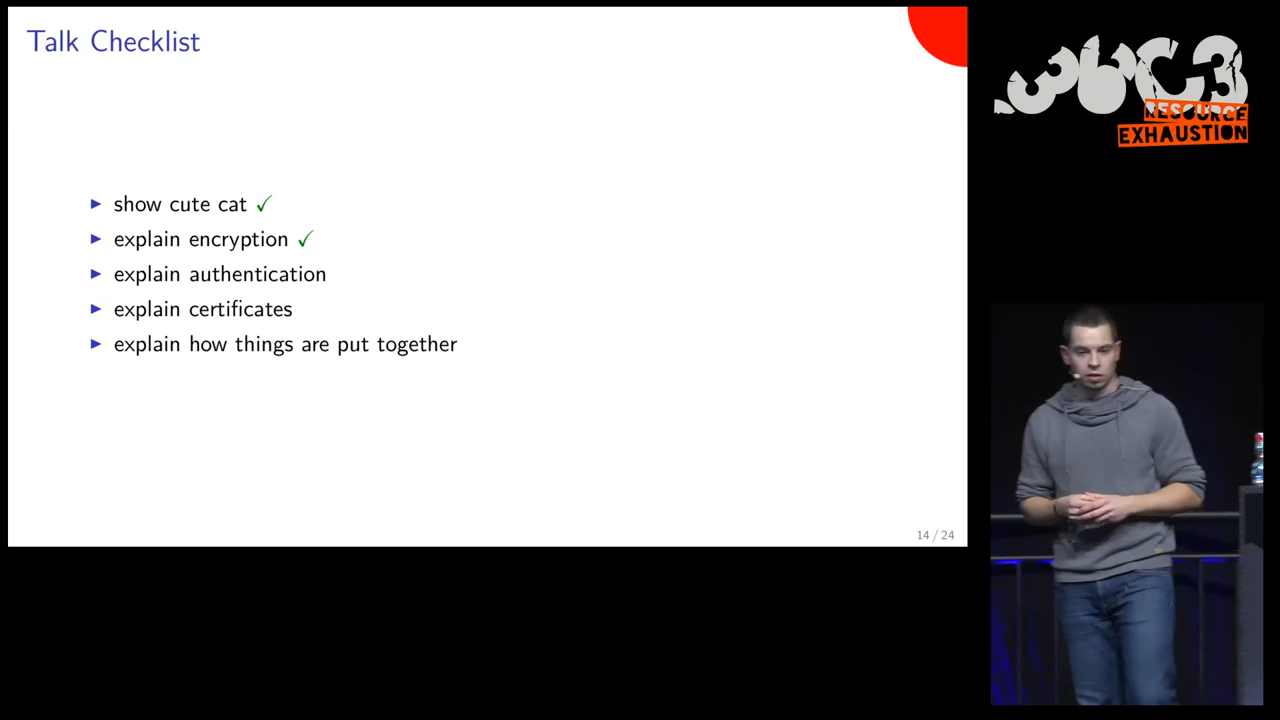 Talk Checklist
▶ show cute cat ✓
▶ explain encryption ✓
▶ explain authentication
▶ explain certificates
▶ explain how things are put together
14 / 24
36C3
RESOURCE
EXHAUSTION